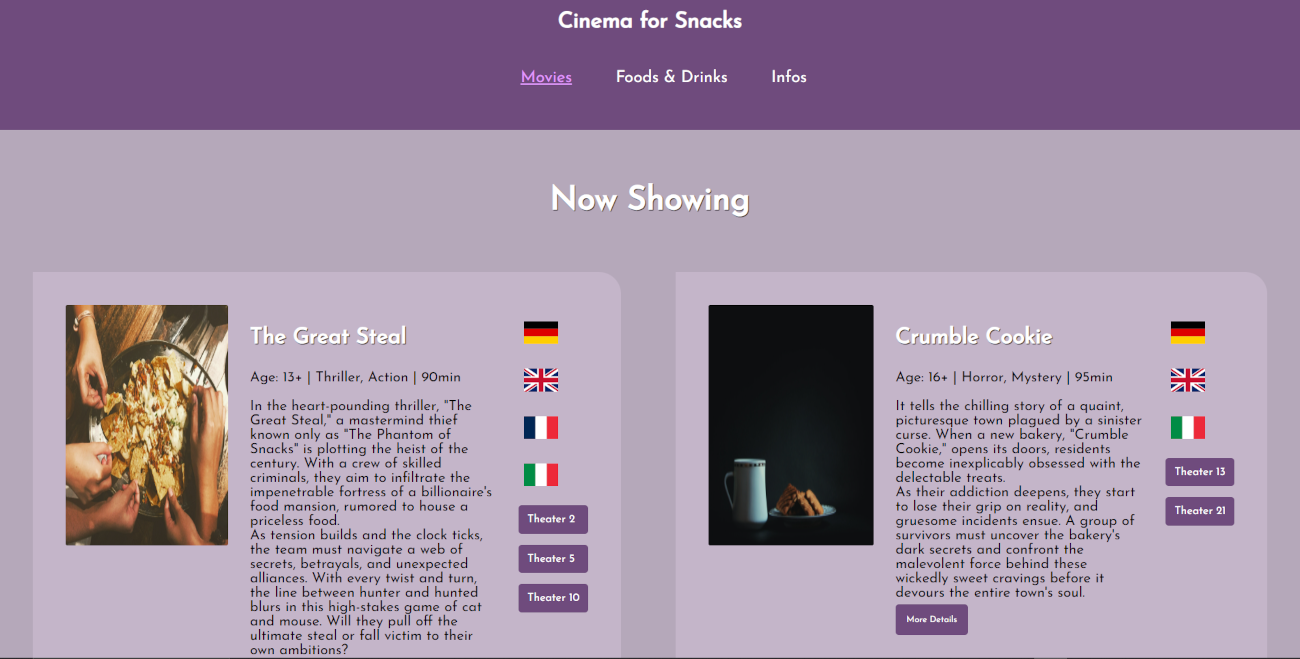 Cinema for Snacks
Movies
Foods & Drinks
Infos
Now Showing
The Great Steal
Age: 13+ | Thriller, Action | 90min
In the heart-pounding thriller, "The
Great Steal," a mastermind thief
known only as "The Phantom of
Snacks" is plotting the heist of the
century. With a crew of skilled
criminals, they aim to infiltrate the
impenetrable fortress of a billionaire's
food mansion, rumored to house a
priceless food.
As tension builds and the clock ticks,
the team must navigate a web of
secrets, betrayals, and unexpected
alliances. With every twist and turn,
the line between hunter and hunted
blurs in this high-stakes game of cat
and mouse. Will they pull off the
ultimate steal or fall victim to their
own ambitions?
Theater 2
Theater 5
Theater 10
Crumble Cookie
Age: 16+ | Horror, Mystery | 95min
It tells the chilling story of a quaint,
picturesque town plagued by a sinister
curse. When a new bakery, "Crumble
Cookie," opens its doors, residents
become inexplicably obsessed with the
delectable treats.
As their addiction deepens, they start
to lose their grip on reality, and
gruesome incidents ensue. A group of
survivors must uncover the bakery's
dark secrets and confront the
malevolent force behind these
wickedly sweet cravings before it
devours the entire town's soul.
More Details
Theater 13
Theater 21